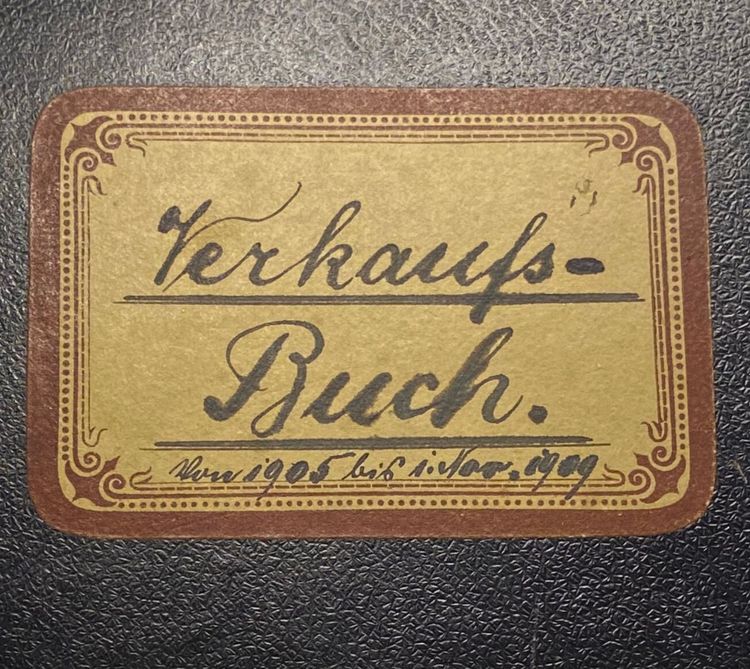 Verkaufs-
Buch.
Von 1905 bis 1. Nov. 1909